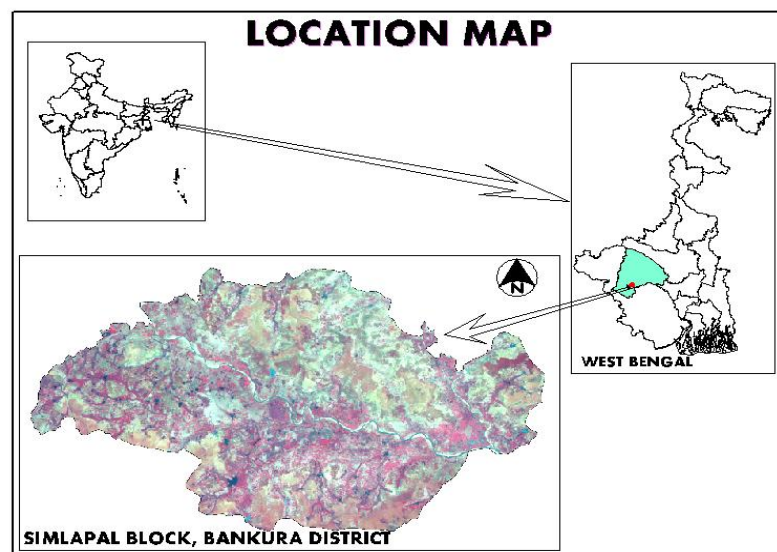 LOCATION MAP
WEST BENGAL
N
SIMLAPAL BLOCK, BANKURA DISTRICT